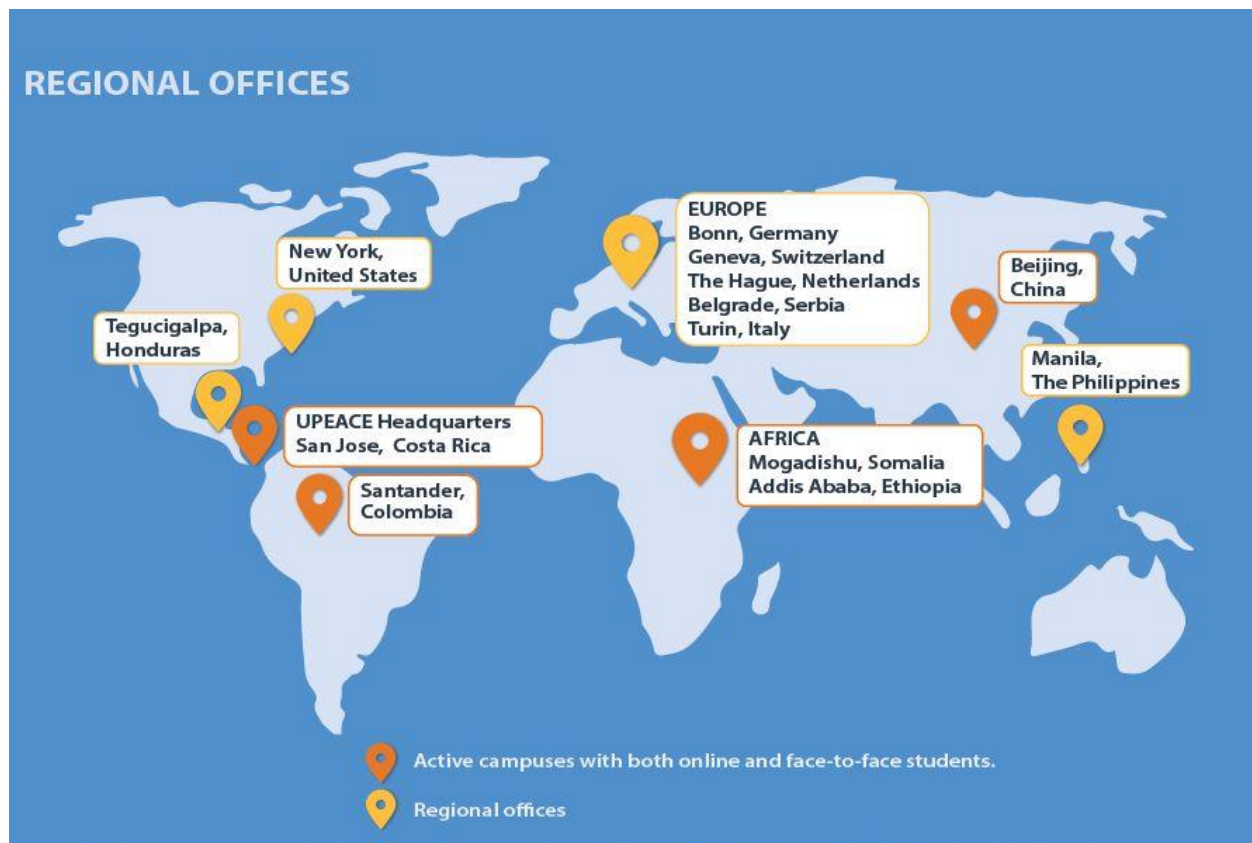 REGIONAL OFFICES
New York,
United States
Tegucigalpa,
Honduras
UPEACE Headquarters
San Jose, Costa Rica
Santander,
Colombia
EUROPE
Bonn, Germany
Geneva, Switzerland
The Hague, Netherlands
Belgrade, Serbia
Turin, Italy
AFRICA
Mogadishu, Somalia
Addis Ababa, Ethiopia
Beijing,
China
Manila,
The Philippines
Active campuses with both online and face-to-face students.
Regional offices